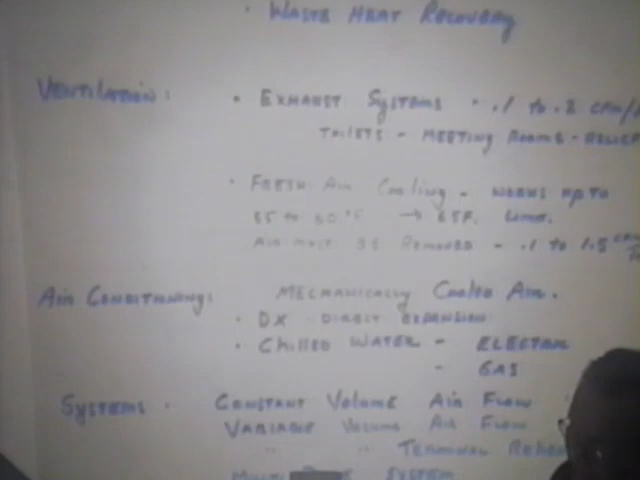 • WASTE HEAT RECOVERY
VENTILATION: • EXHAUST SYSTEMS - .1 to .2 CFM/
TOILETS - MEETING ROOMS - RELIEF
• FRESH AIR COOLING - WORKS UP TO
55 to 60°F → 65F. LIMIT.
AIR MUST BE REMOVED - .1 TO 1.5
AIR CONDITIONING: MECHANICALLY COOLED AIR.
• DX DIRECT EXPANSION
• CHILLED WATER - ELECTRIC
- GAS
SYSTEMS • CONSTANT VOLUME AIR FLOW
VARIABLE VOLUME AIR FLOW
" " TERMINAL REHEA
SYSTEM